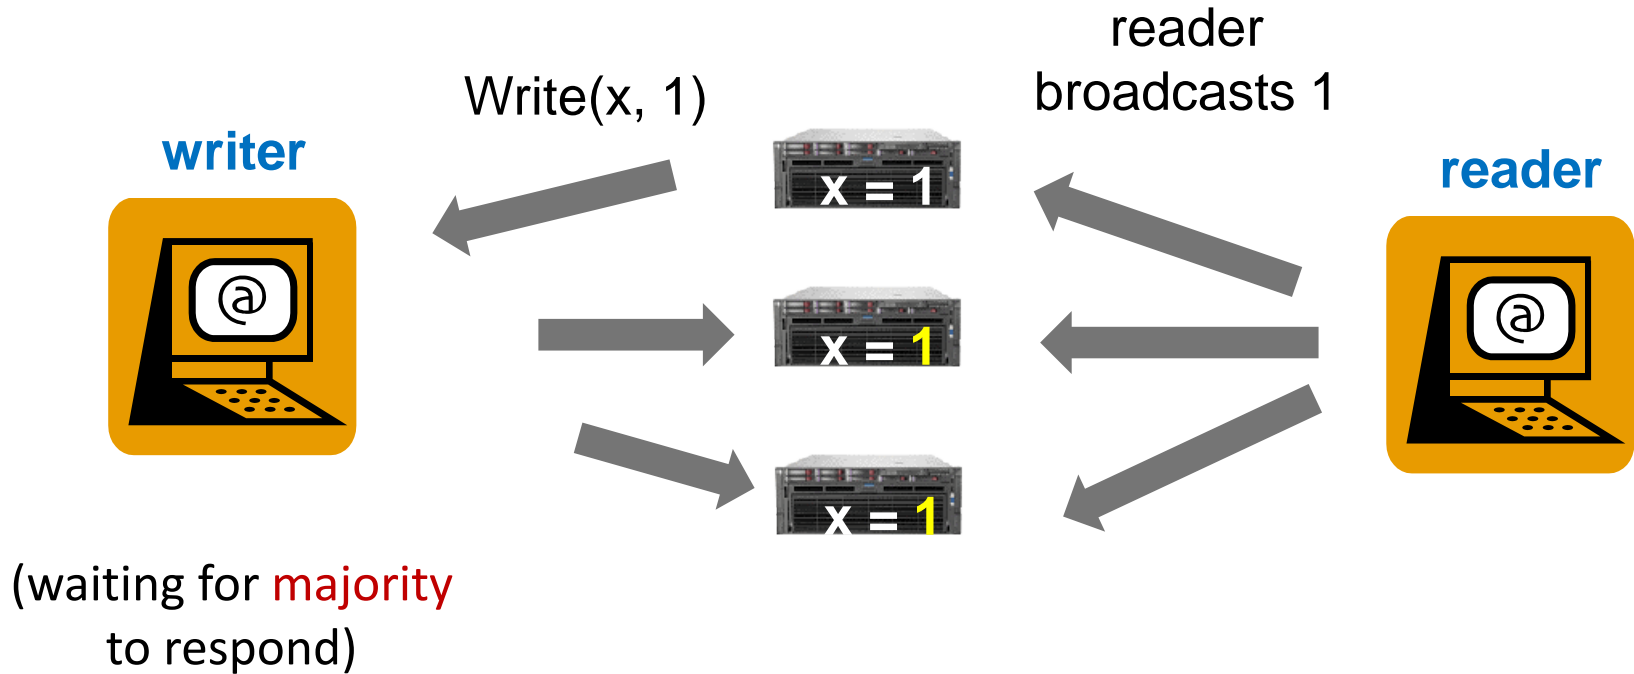 reader
broadcasts 1
Write(x, 1)
writer
reader
x = 1
@
@
x = 1
x = 1
(waiting for majority
to respond)